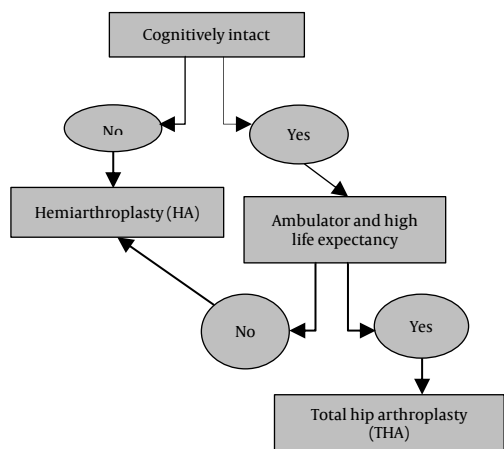 Cognitively intact
No
Yes
Hemiarthroplasty (HA)
Ambulator and high
life expectancy
No
Yes
Total hip arthroplasty
(THA)